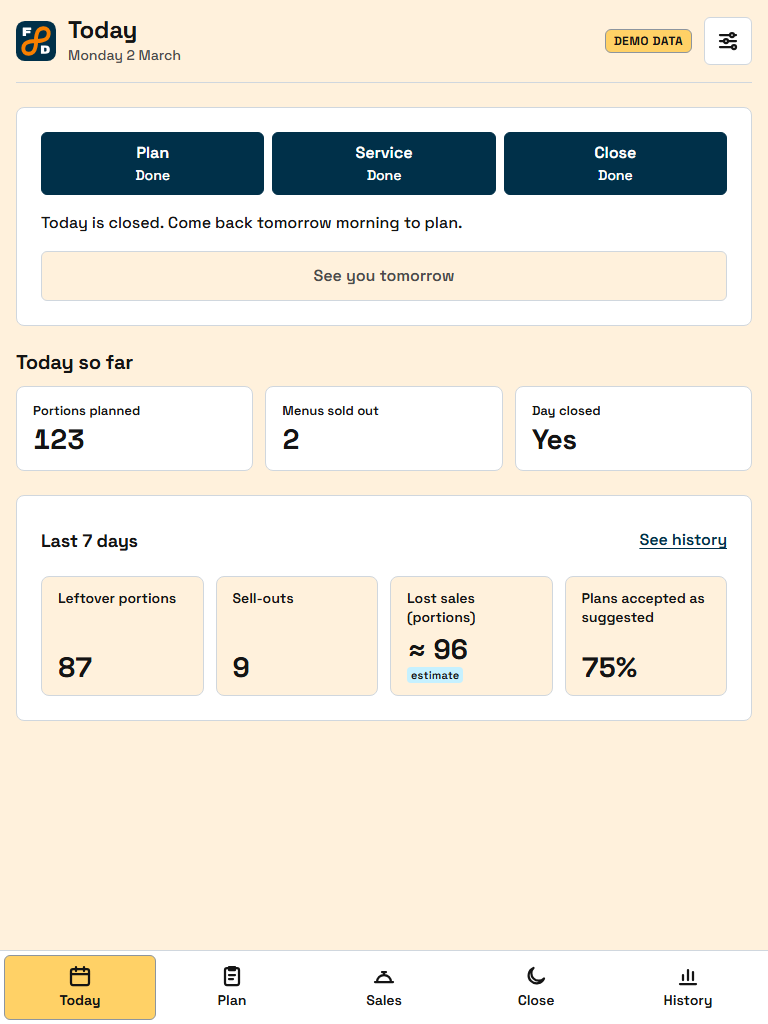 F D
Today
Monday 2 March
DEMO DATA
Plan
Done
Service
Done
Close
Done
Today is closed. Come back tomorrow morning to plan.
See you tomorrow
Today so far
Portions planned
123
Menus sold out
2
Day closed
Yes
Last 7 days
See history
Leftover portions
87
Sell-outs
9
Lost sales
(portions)
≈ 96
estimate
Plans accepted as
suggested
75%
Today
Plan
Sales
Close
History